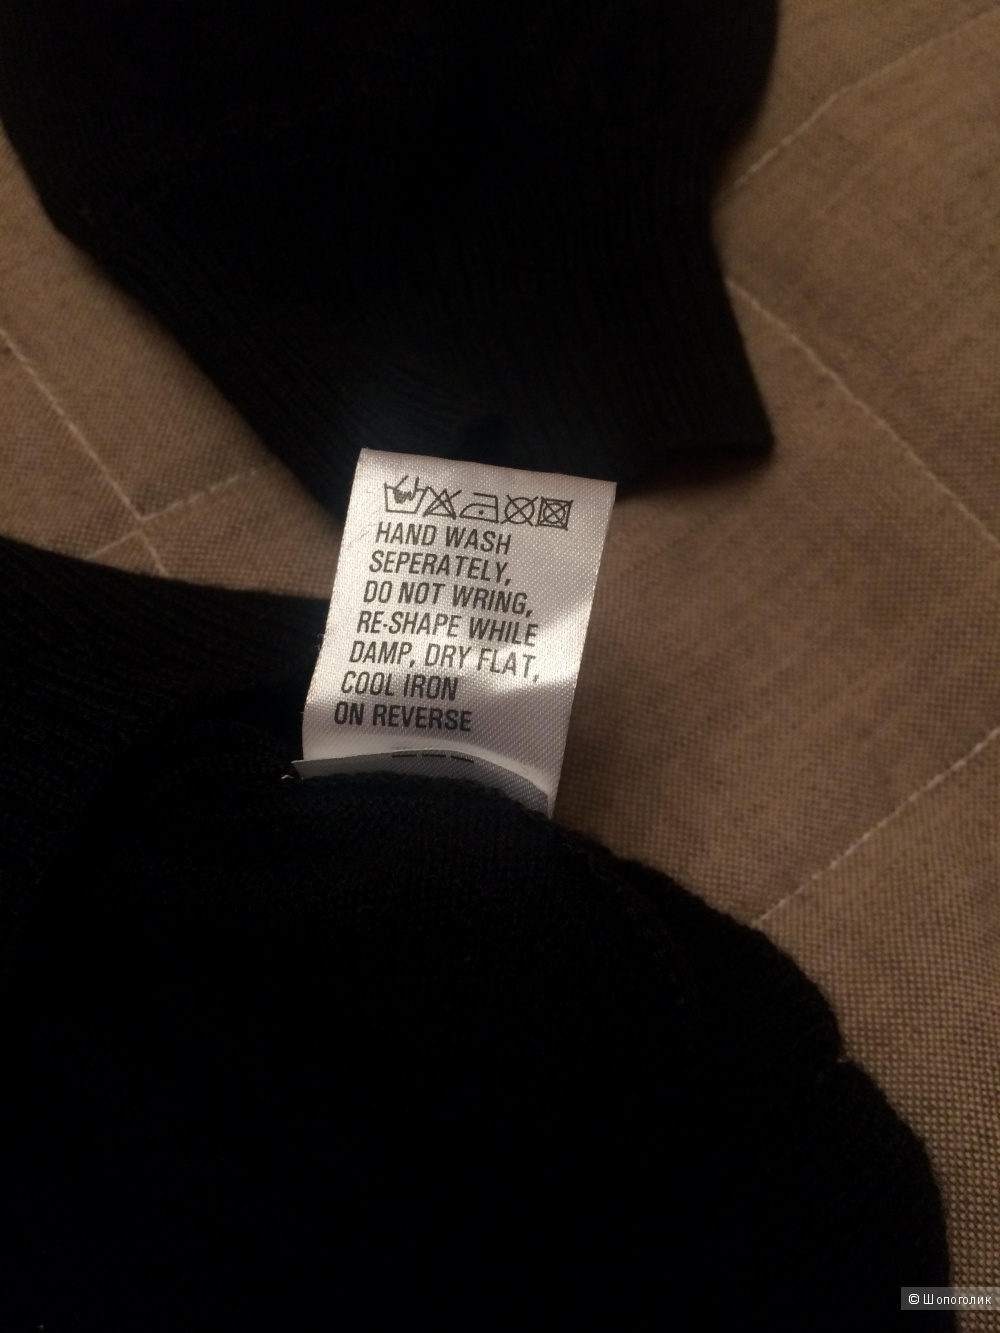 HAND WASH
SEPERATELY,
DO NOT WRING,
RE-SHAPE WHILE
DAMP, DRY FLAT,
COOL IRON
ON REVERSE
© Шопоголик